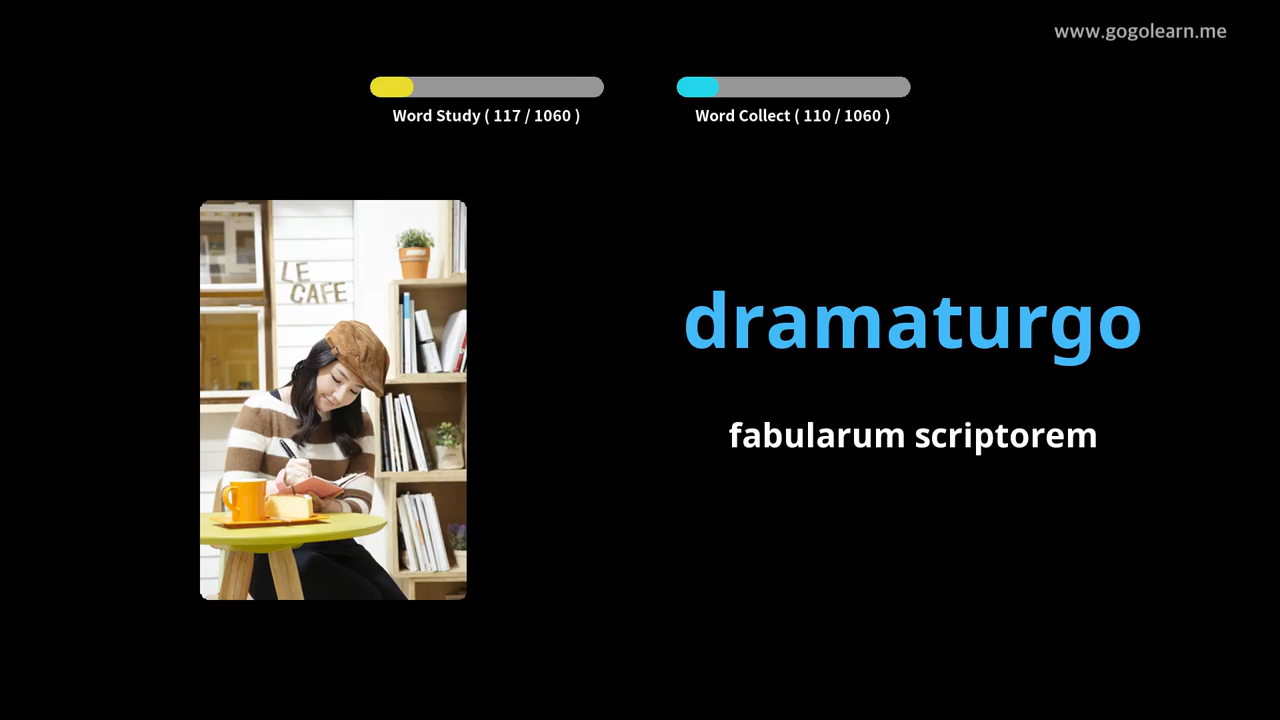 www.gogolearn.me
Word Study ( 117 / 1060 )
Word Collect ( 110 / 1060 )
LE
CAFE
dramaturgo
fabularum scriptorem